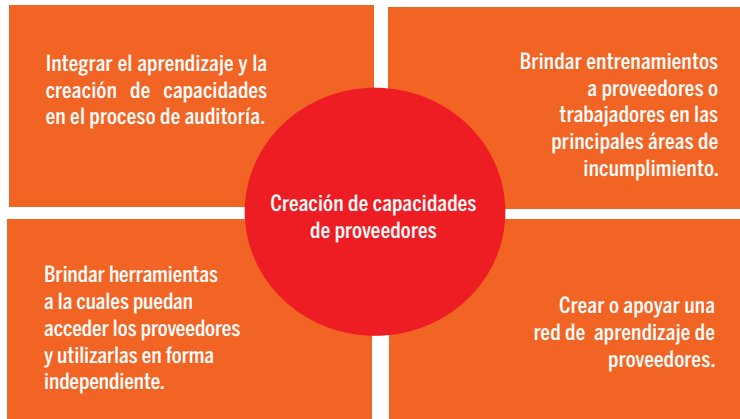 Integrar el aprendizaje y la
creación de capacidades
en el proceso de auditoría.
Brindar entrenamientos
a proveedores o
trabajadores en las
principales áreas de
incumplimiento.
Creación de capacidades
de proveedores
Brindar herramientas
a la cuales puedan
acceder los proveedores
y utilizarlas en forma
independiente.
Crear o apoyar una
red de aprendizaje de
proveedores.